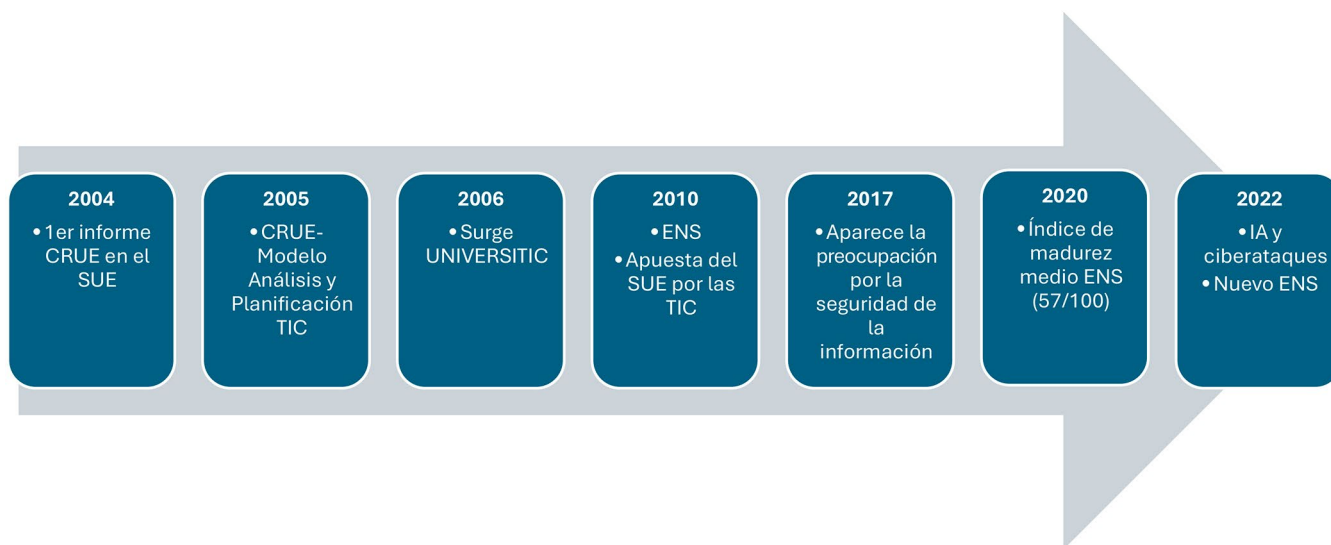 2004
• 1er informe
CRUE en el
SUE
2005
• CRUE-
Modelo
Análisis y
Planificación
TIC
2006
• Surge
UNIVERSITIC
2010
• ENS
• Apuesta del
SUE por las
TIC
2017
• Aparece la
preocupación
por la
seguridad de
la
información
2020
• Índice de
madurez
medio ENS
(57/100)
2022
• IA y
ciberataques
• Nuevo ENS